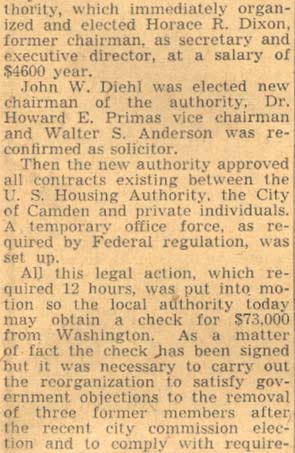 thority, which immediately organ-
ized and elected Horace R. Dixon,
former chairman, as secretary and
executive director, at a salary of
$4600 year.
John W. Diehl was elected new
chairman of the authority, Dr.
Howard E. Primas vice chairman
and Walter S. Anderson was re-
confirmed as solicitor.
Then the new authority approved
all contracts existing between the
U. S. Housing Authority, the City
of Camden and private individuals.
A temporary office force, as re-
quired by Federal regulation, was
set up.
All this legal action, which re-
quired 12 hours, was put into mo-
tion so the local authority today
may obtain a check for $73,000
from Washington. As a matter
of fact the check has been signed
but it was necessary to carry out
the reorganization to satisfy gov-
ernment objections to the removal
of three former members after
the recent city commission elec-
tion and to comply with require-